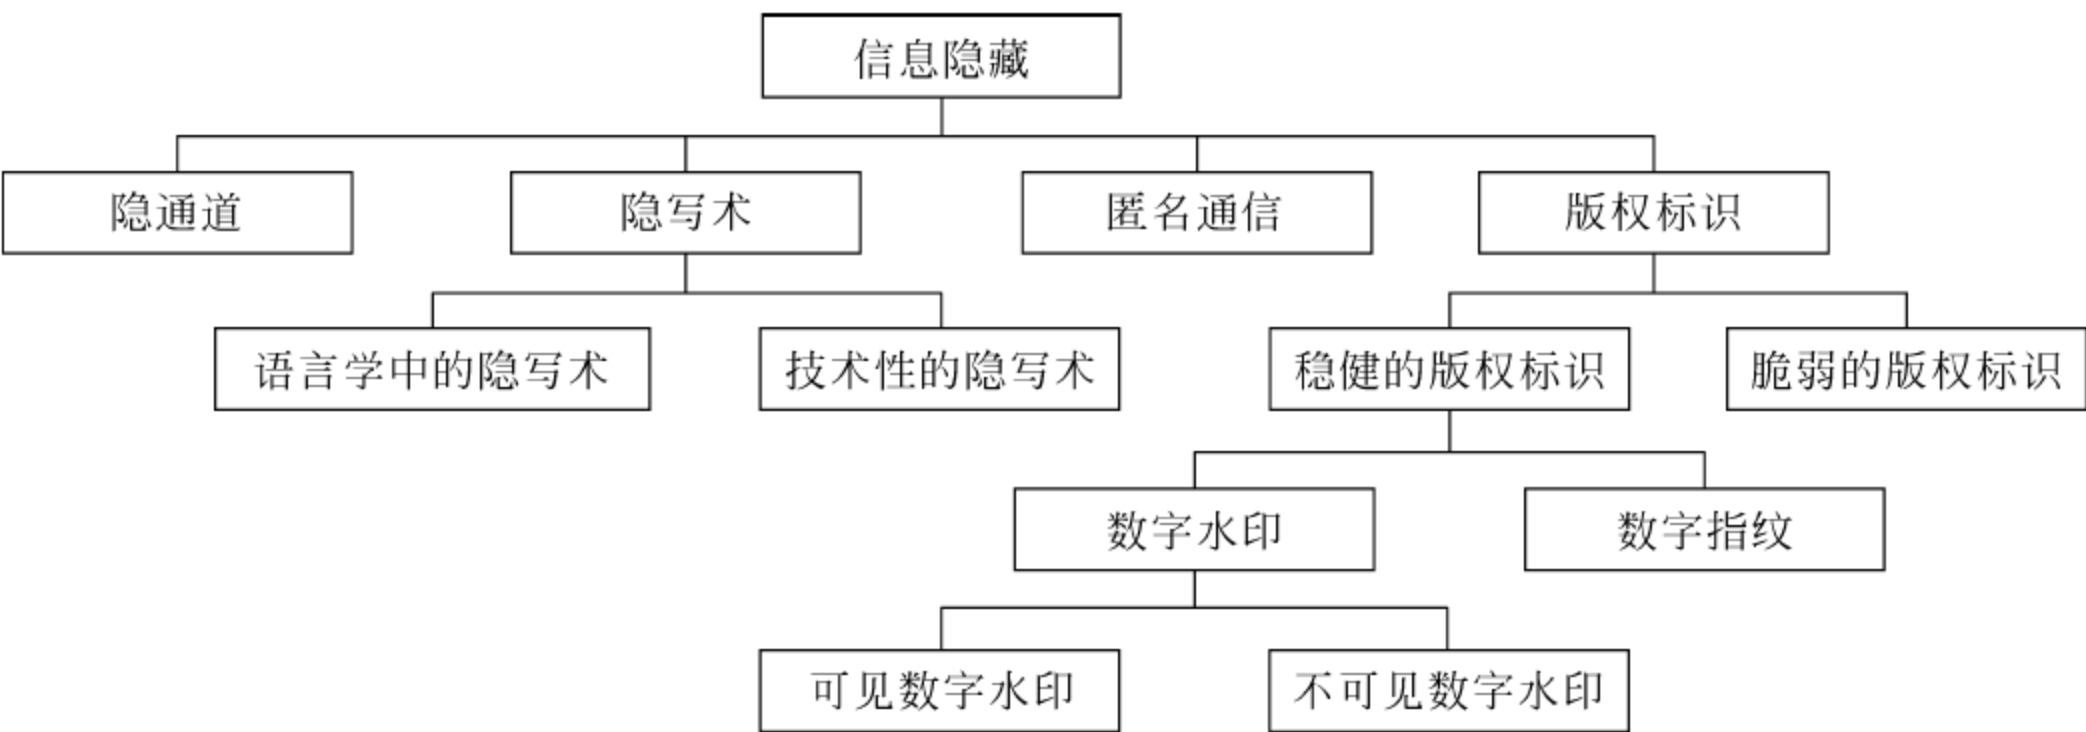 信息隐藏
隐通道
隐写术
匿名通信
版权标识
语言学中的隐写术
技术性的隐写术
稳健的版权标识
脆弱的版权标识
数字水印
数字指纹
可见数字水印
不可见数字水印